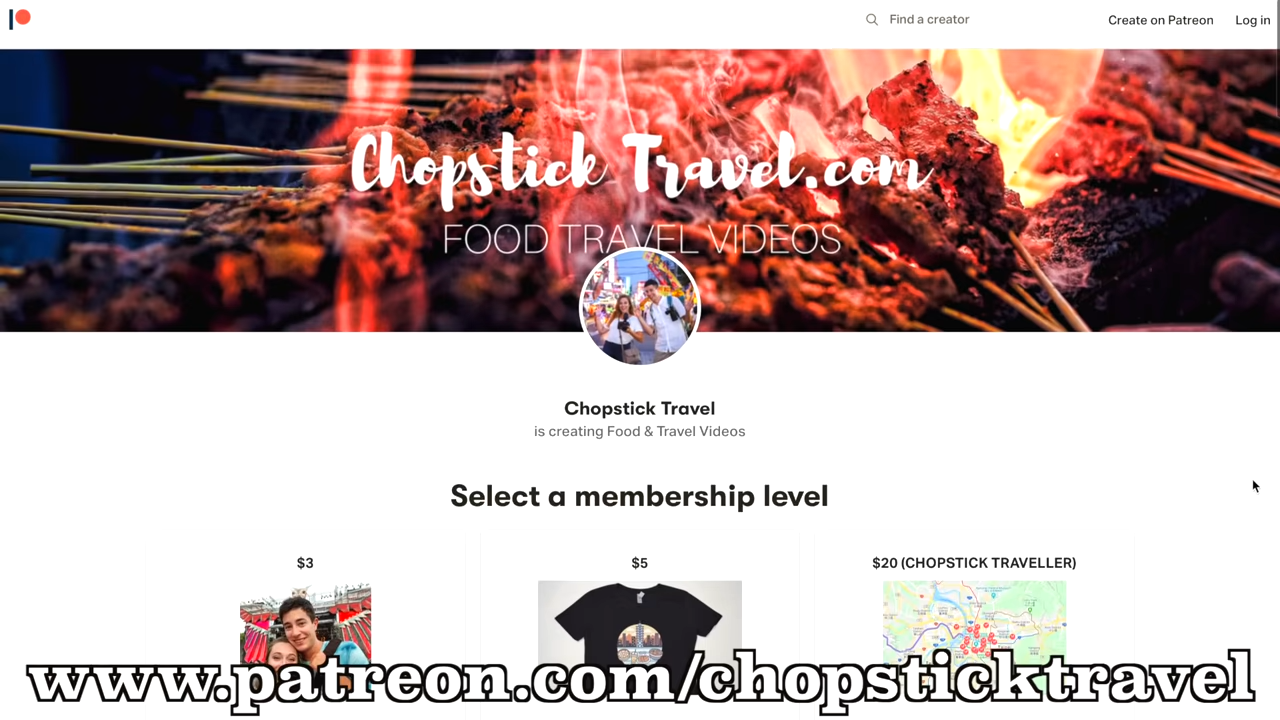 Find a creator
Create on Patreon
Log in
Chopstick Travel.com
FOOD TRAVEL VIDEOS
Chopstick Travel
is creating Food & Travel Videos
Select a membership level
$3
$5
$20 (CHOPSTICK TRAVELLER)
www.patreon.com/chopsticktravel